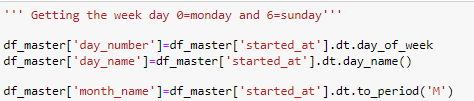 ''' Getting the week day 0=monday and 6=sunday'''
df_master['day_number']=df_master['started_at'].dt.day_of_week
df_master['day_name']=df_master['started_at'].dt.day_name()
df_master['month_name']=df_master['started_at'].dt.to_period('M')